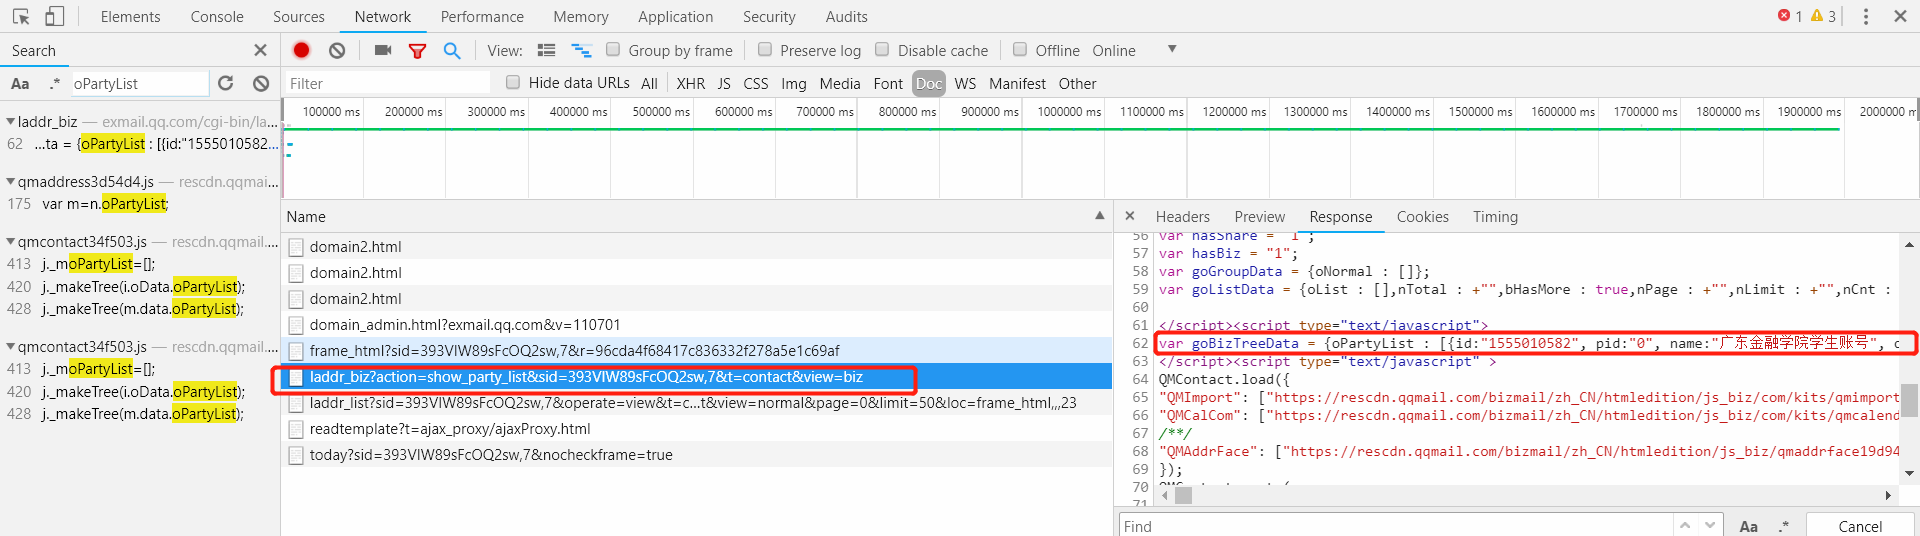 Elements Console Sources Network Performance Memory Application Security Audits 1 3
Search
View: Group by frame Preserve log Disable cache Offline Online
Aa .* oPartyList
Filter Hide data URLs All XHR JS CSS Img Media Font Doc WS Manifest Other
100000 ms 200000 ms 300000 ms 400000 ms 500000 ms 600000 ms 700000 ms 800000 ms 900000 ms 1000000 ms 1100000 ms 1200000 ms 1300000 ms 1400000 ms 1500000 ms 1600000 ms 1700000 ms 1800000 ms 1900000 ms 2000000 m
laddr_biz — exmail.qq.com/cgi-bin/la...
62 ...ta = {oPartyList : [{id:"1555010582...
qmaddress3d54d4.js — rescdn.qqmai...
175 var m=n.oPartyList;
qmcontact34f503.js — rescdn.qqmail....
413 j._moPartyList=[];
420 j._makeTree(i.oData.oPartyList);
428 j._makeTree(m.data.oPartyList);
qmcontact34f503.js — rescdn.qqmail....
413 j._moPartyList=[];
420 j._makeTree(i.oData.oPartyList);
428 j._makeTree(m.data.oPartyList);
Name
domain2.html
domain2.html
domain2.html
domain_admin.html?exmail.qq.com&v=110701
frame_html?sid=393VIW89sFcOQ2sw,7&r=96cda4f68417c836332f278a5e1c69af
laddr_biz?action=show_party_list&sid=393VIW89sFcOQ2sw,7&t=contact&view=biz
laddr_list?sid=393VIW89sFcOQ2sw,7&operate=view&t=c...t&view=normal&page=0&limit=50&loc=frame_html,,,23
readtemplate?t=ajax_proxy/ajaxProxy.html
today?sid=393VIW89sFcOQ2sw,7&nocheckframe=true
Headers Preview Response Cookies Timing
56 var hasShare = "1";
57 var hasBiz = "1";
58 var goGroupData = {oNormal : []};
59 var goListData = {oList : [],nTotal : +"",bHasMore : true,nPage : +"",nLimit : +"",nCnt :
60
61 </script><script type="text/javascript">
62 var goBizTreeData = {oPartyList : [{id:"1555010582", pid:"0", name:"广东金融学院学生账号", c
63 </script><script type="text/javascript" >
64 QMContact.load({
65 "QMImport": ["https://rescdn.qqmail.com/bizmail/zh_CN/htmledition/js_biz/com/kits/qmimport
66 "QMCalCom": ["https://rescdn.qqmail.com/bizmail/zh_CN/htmledition/js_biz/com/kits/qmcalend
67 /**/
68 "QMAddrFace": ["https://rescdn.qqmail.com/bizmail/zh_CN/htmledition/js_biz/qmaddrface19d94
69 });
70
71
Find Aa .* Cancel